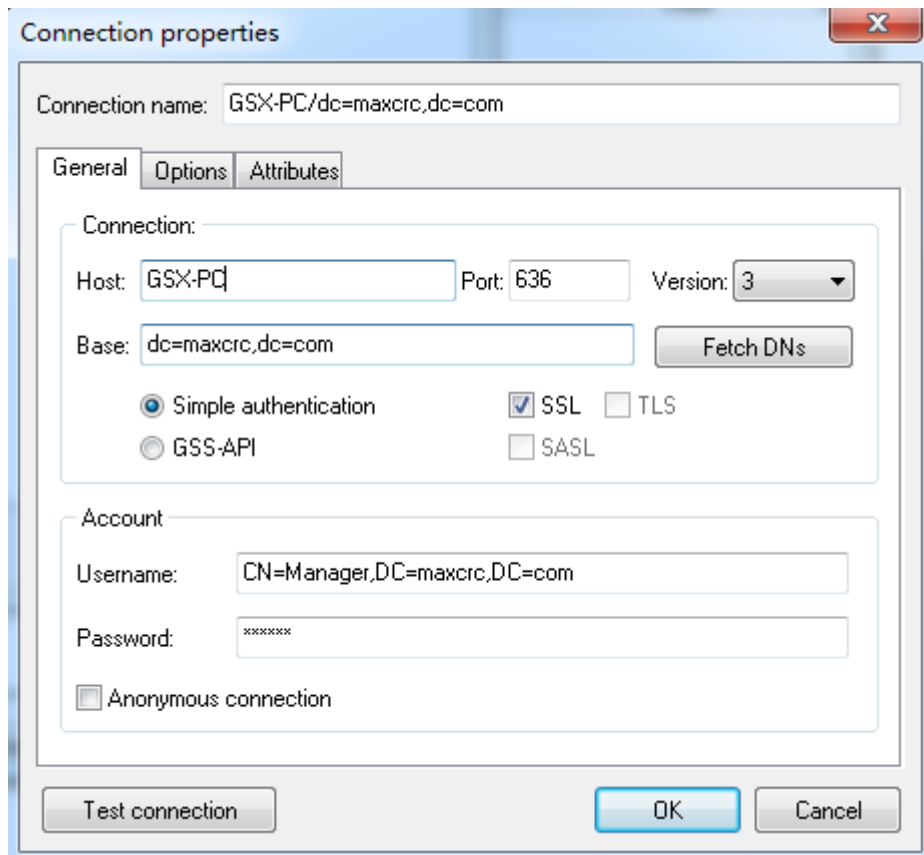 Connection properties
Connection name: GSX-PC/dc=maxcrc,dc=com
General Options Attributes
Connection:
Host: GSX-PC Port: 636 Version: 3
Base: dc=maxcrc,dc=com Fetch DNs
Simple authentication SSL TLS
GSS-API SASL
Account
Username: CN=Manager,DC=maxcrc,DC=com
Password: ******
Anonymous connection
Test connection OK Cancel